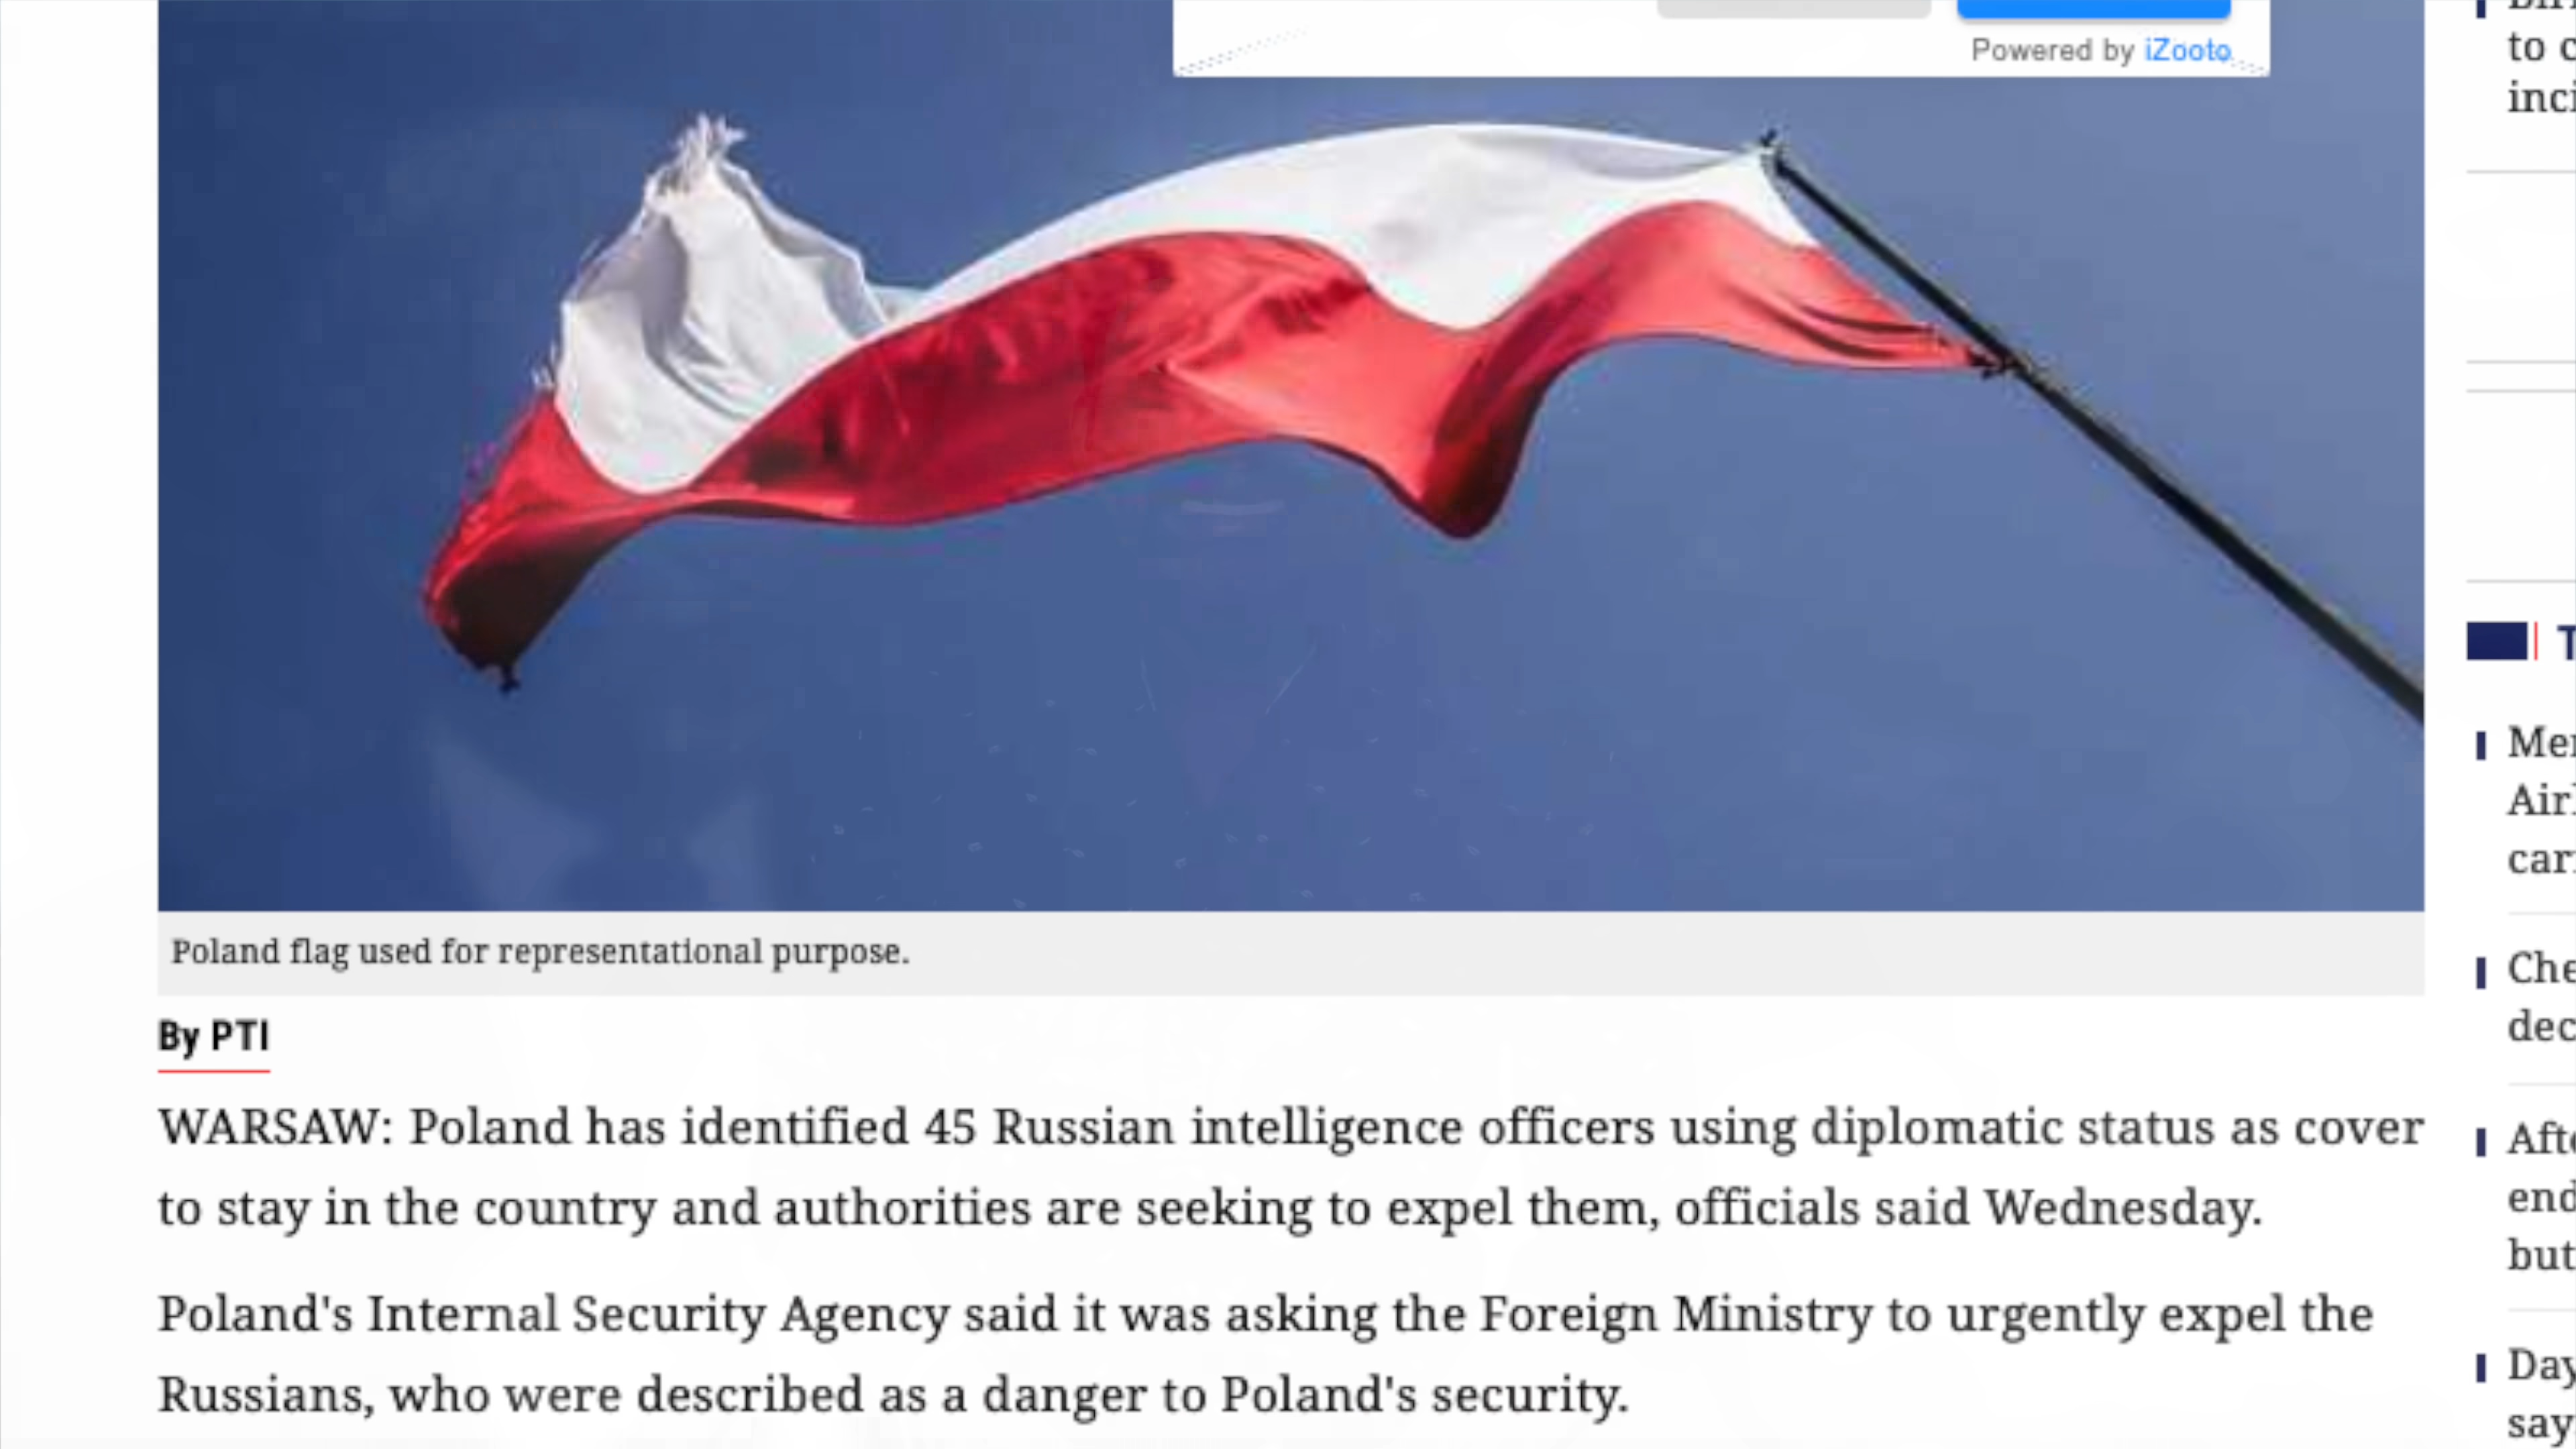 Powered by iZooto
to
Poland flag used for representational purpose.
By PTI
WARSAW: Poland has identified 45 Russian intelligence officers using diplomatic status as cover
to stay in the country and authorities are seeking to expel them, officials said Wednesday.
Poland's Internal Security Agency said it was asking the Foreign Ministry to urgently expel the
Russians, who were described as a danger to Poland's security.